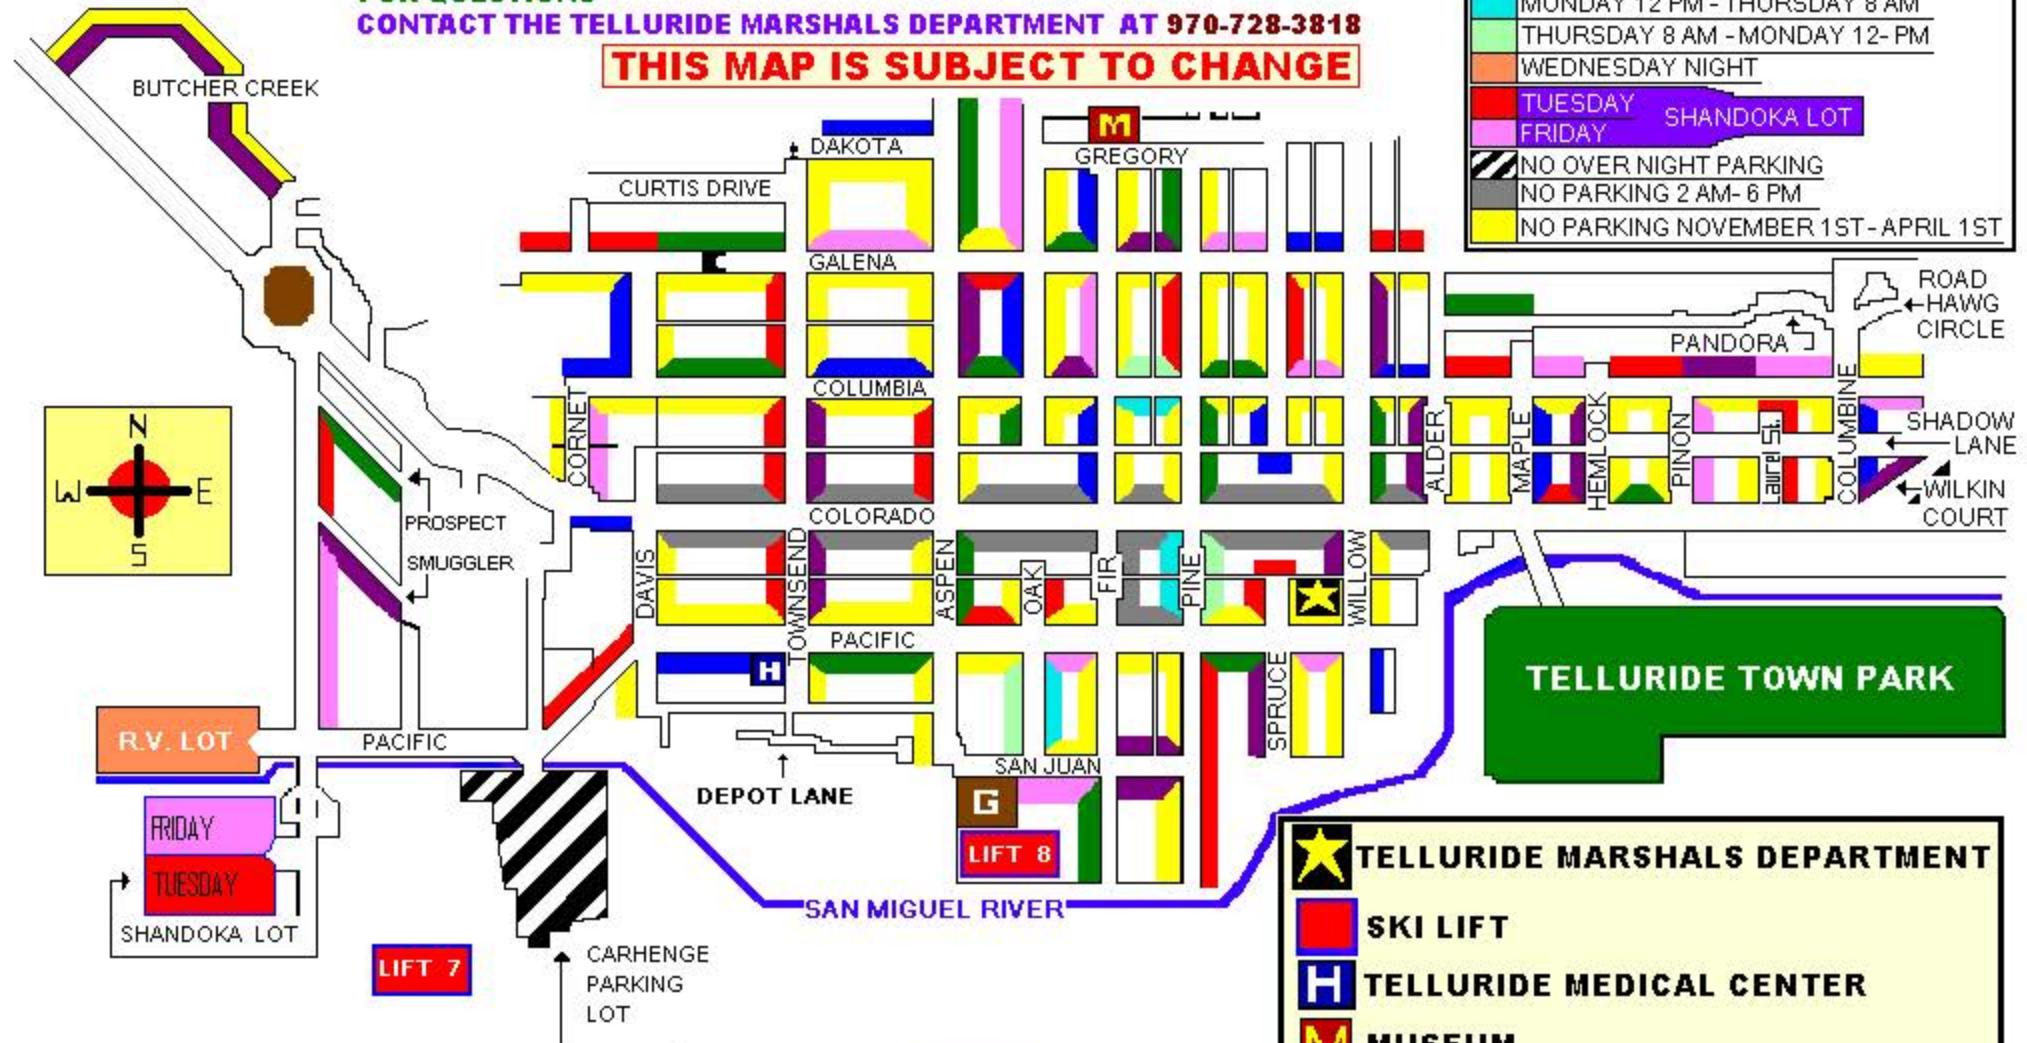 CONTACT THE TELLURIDE MARSHALS DEPARTMENT AT 970-728-3818
THIS MAP IS SUBJECT TO CHANGE
MONDAY 12 PM - THORSDAY 8 AM
THURSDAY 8 AM - MONDAY 12- PM
WEDNESDAY NIGHT
TUESDAY
SHANDOKA LOT
FRIDAY
NO OVER NIGHT PARKING
NO PARKING 2 AM- 6 PM
NO PARKING NOVEMBER 1ST - APRIL 1ST
BUTCHER CREEK
M
DAKOTA
GREGORY
CURTIS DRIVE
GALENA
ROAD
HAWG
CIRCLE
PANDORA
COLUMBIA
CORNET
ALDER
MAPLE
HEMLOCK
PINON
Laurel St.
COLUMBINE
SHADOW
LANE
WILKIN
COURT
N
W
E
S
PROSPECT
SMUGGLER
COLORADO
DAVIS
TOWNSEND
ASPEN
OAK
FIR
PINE
WILLOW
PACIFIC
H
SPRUCE
TELLURIDE TOWN PARK
R.V. LOT
PACIFIC
SAN JUAN
DEPOT LANE
G
LIFT 8
FRIDAY
TUESDAY
SHANDOKA LOT
SAN MIGUEL RIVER
LIFT 7
CARHENGE
PARKING
LOT
TELLURIDE MARSHALS DEPARTMENT
SKI LIFT
H TELLURIDE MEDICAL CENTER
M MUSEUM